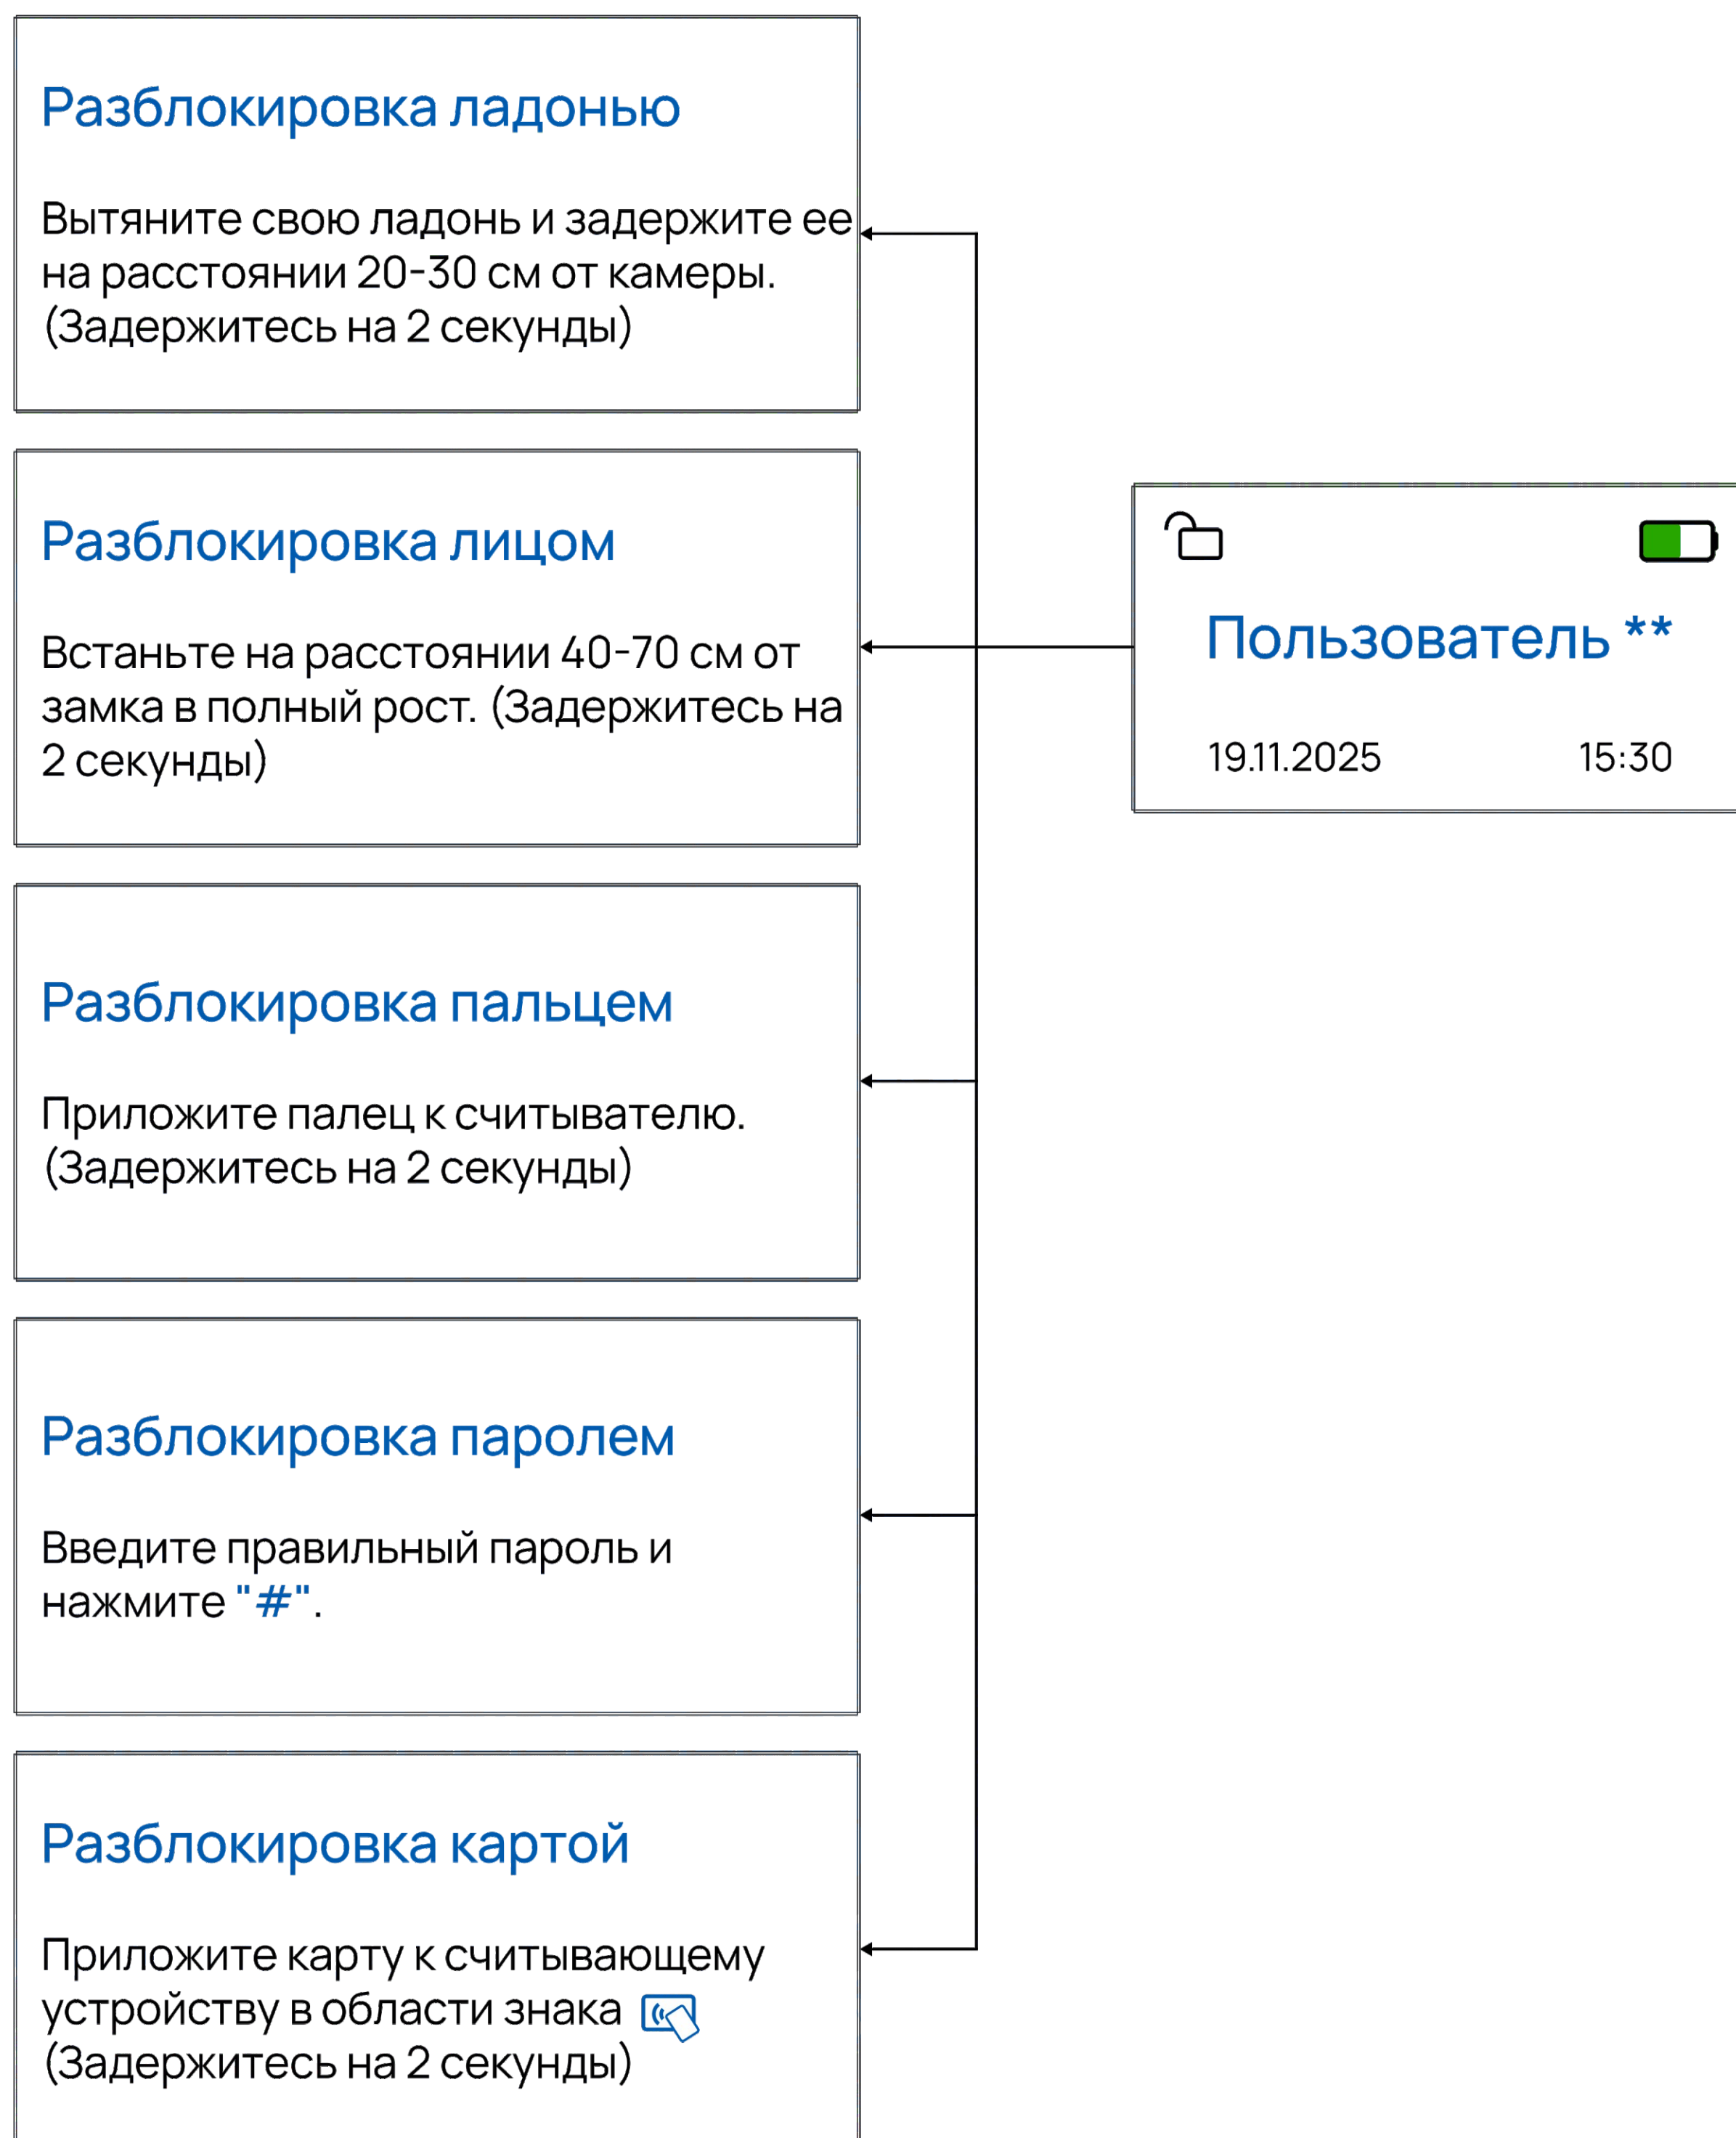 Разблокировка ладонью
Вытяните свою ладонь и задержите ее
на расстоянии 20-30 см от камеры.
(Задержитесь на 2 секунды)
Разблокировка лицом
Встаньте на расстоянии 40-70 см от
замка в полный рост. (Задержитесь на
2 секунды)
Пользователь **
19.11.2025 15:30
Разблокировка пальцем
Приложите палец к считывателю.
(Задержитесь на 2 секунды)
Разблокировка паролем
Введите правильный пароль и
нажмите "#".
Разблокировка картой
Приложите карту к считывающему
устройству в области знака
(Задержитесь на 2 секунды)